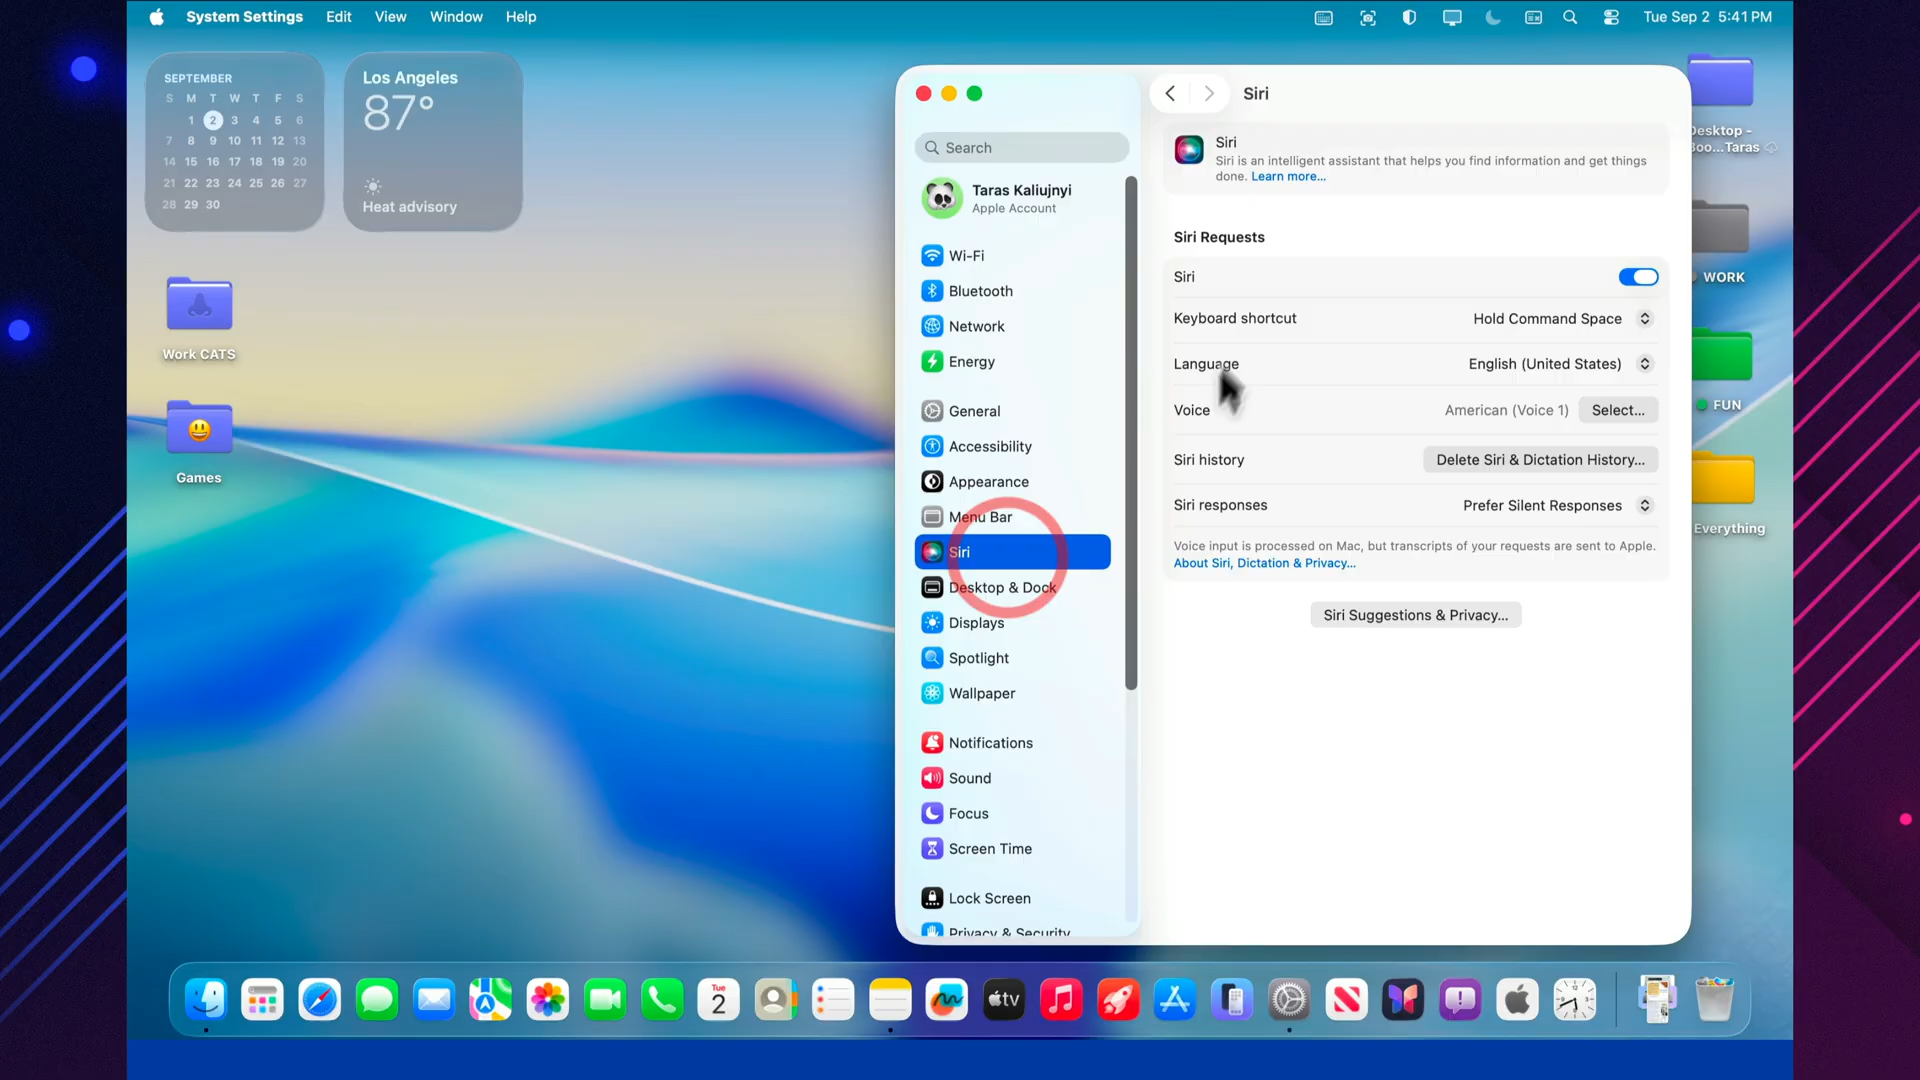 System Settings Edit View Window Help
Tue Sep 2 5:41 PM
SEPTEMBER
S M T W T F S
1 2 3 4 5 6
7 8 9 10 11 12 13
14 15 16 17 18 19 20
21 22 23 24 25 26 27
28 29 30
Los Angeles
87°
Heat advisory
Work CATS
Games
Search
Taras Kaliujnyi
Apple Account
Wi-Fi
Bluetooth
Network
Energy
General
Accessibility
Appearance
Menu Bar
Siri
Desktop & Dock
Displays
Spotlight
Wallpaper
Notifications
Sound
Focus
Screen Time
Lock Screen
Privacy & Security
Siri
Siri
Siri is an intelligent assistant that helps you find information and get things
done. Learn more...
Siri Requests
Siri
Keyboard shortcut Hold Command Space
Language English (United States)
Voice American (Voice 1) Select...
Siri history Delete Siri & Dictation History...
Siri responses Prefer Silent Responses
Voice input is processed on Mac, but transcripts of your requests are sent to Apple.
About Siri, Dictation & Privacy...
Siri Suggestions & Privacy...
Desktop -
Boo...Taras
WORK
FUN
Everything
tv
Tue
2